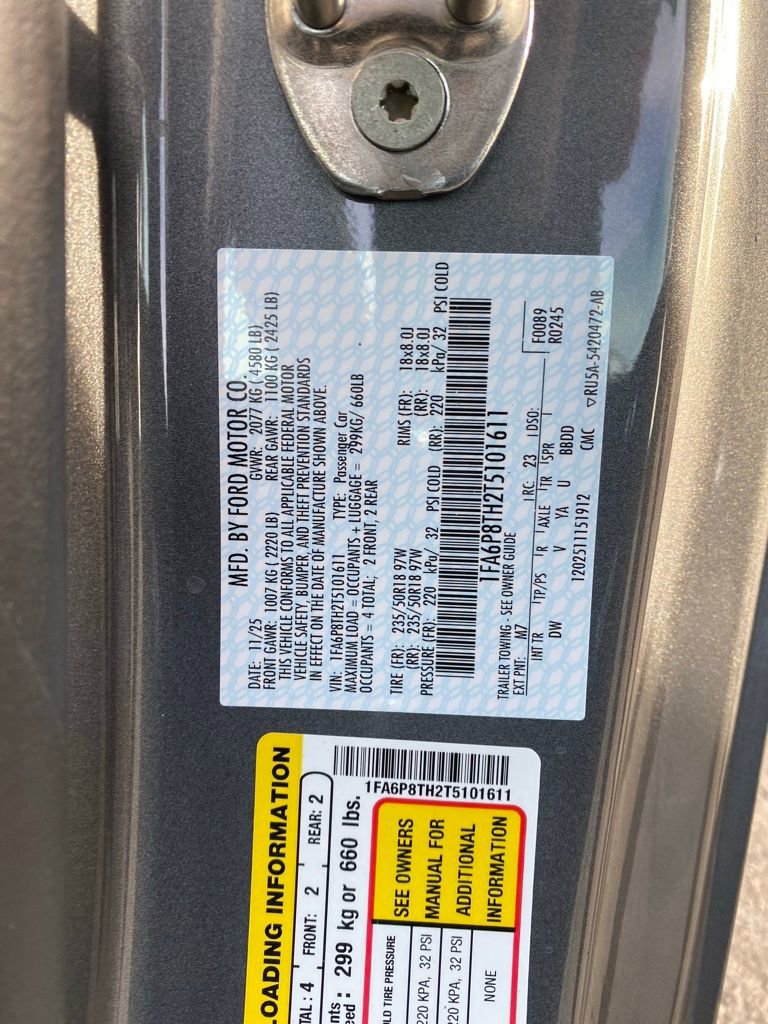 MFD. BY FORD MOTOR CO.
DATE: 11/25 GVWR: 2077 KG ( 4580 LB)
FRONT GAWR: 1007 KG ( 2220 LB) REAR GAWR: 1100 KG ( 2425 LB)
THIS VEHICLE CONFORMS TO ALL APPLICABLE FEDERAL MOTOR
VEHICLE SAFETY, BUMPER, AND THEFT PREVENTION STANDARDS
IN EFFECT ON THE DATE OF MANUFACTURE SHOWN ABOVE.
VIN: 1FA6P8TH2T5101611 TYPE: Passenger Car
MAXIMUM LOAD = OCCUPANTS + LUGGAGE = 299KG/ 660LB
OCCUPANTS = 4 TOTAL; 2 FRONT, 2 REAR
TIRE (FR): 235/50R18 97W RIMS (FR): 18x8.0J
(RR): 235/50R18 97W (RR): 18x8.0J
PRESSURE (FR): 220 kPa/ 32 PSI COLD (RR): 220 kPa/ 32 PSI COLD
1FA6P8TH2T5101611
TRAILER TOWING - SEE OWNER GUIDE
EXT PNT: M7 RC: 23 DSO: F0089
R0245
INT TR TP/PS R AXLE TR SPR
DW V YA U BBDD
1202511151912 CMC ▽RU5A-5420472-AB
LOADING INFORMATION
TAL : 4 FRONT: 2 REAR: 2
nts :
eed : 299 kg or 660 lbs.
1FA6P8TH2T5101611
OLD TIRE PRESSURE
220 KPA, 32 PSI
220 KPA, 32 PSI
NONE
SEE OWNERS
MANUAL FOR
ADDITIONAL
INFORMATION